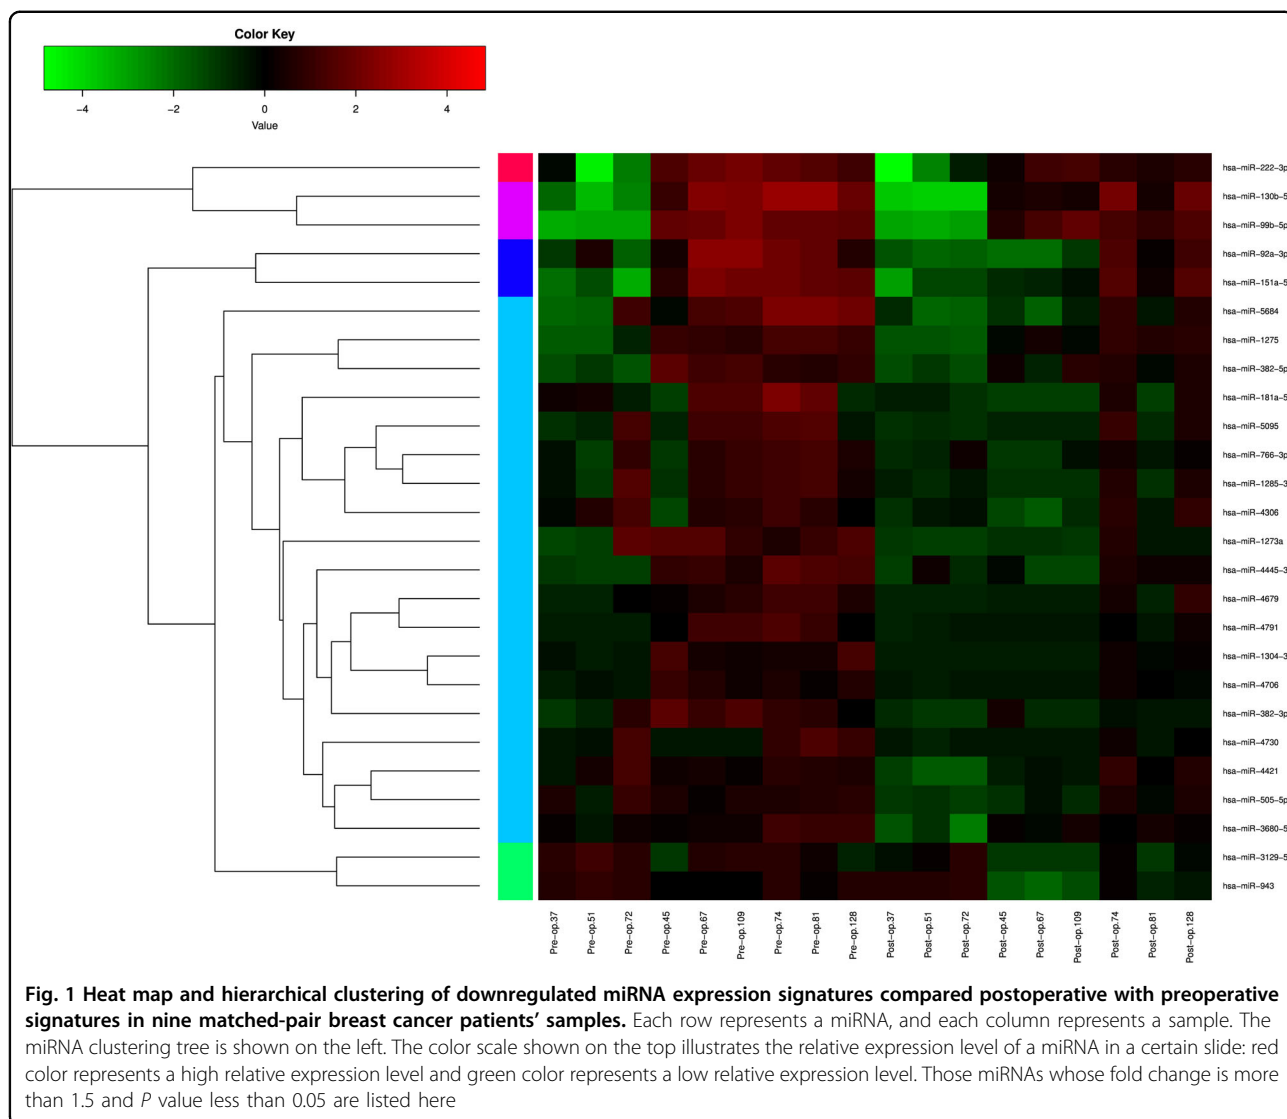 Color Key
−4 −2 0 2 4
Value
hsa−miR−222−3p
hsa−miR−130b−5
hsa−miR−99b−5p
hsa−miR−92a−3p
hsa−miR−151a−5
hsa−miR−5684
hsa−miR−1275
hsa−miR−382−5p
hsa−miR−181a−5
hsa−miR−5095
hsa−miR−766−3p
hsa−miR−1285−3
hsa−miR−4306
hsa−miR−1273a
hsa−miR−4445−3
hsa−miR−4679
hsa−miR−4791
hsa−miR−1304−3
hsa−miR−4706
hsa−miR−382−3p
hsa−miR−4730
hsa−miR−4421
hsa−miR−505−5p
hsa−miR−3680−5
hsa−miR−3129−5
hsa−miR−943
Pre−op.37
Pre−op.51
Pre−op.72
Pre−op.45
Pre−op.67
Pre−op.109
Pre−op.74
Pre−op.81
Pre−op.128
Post−op.37
Post−op.51
Post−op.72
Post−op.45
Post−op.67
Post−op.109
Post−op.74
Post−op.81
Post−op.128
Fig. 1 Heat map and hierarchical clustering of downregulated miRNA expression signatures compared postoperative with preoperative
signatures in nine matched-pair breast cancer patients' samples. Each row represents a miRNA, and each column represents a sample. The
miRNA clustering tree is shown on the left. The color scale shown on the top illustrates the relative expression level of a miRNA in a certain slide: red
color represents a high relative expression level and green color represents a low relative expression level. Those miRNAs whose fold change is more
than 1.5 and P value less than 0.05 are listed here